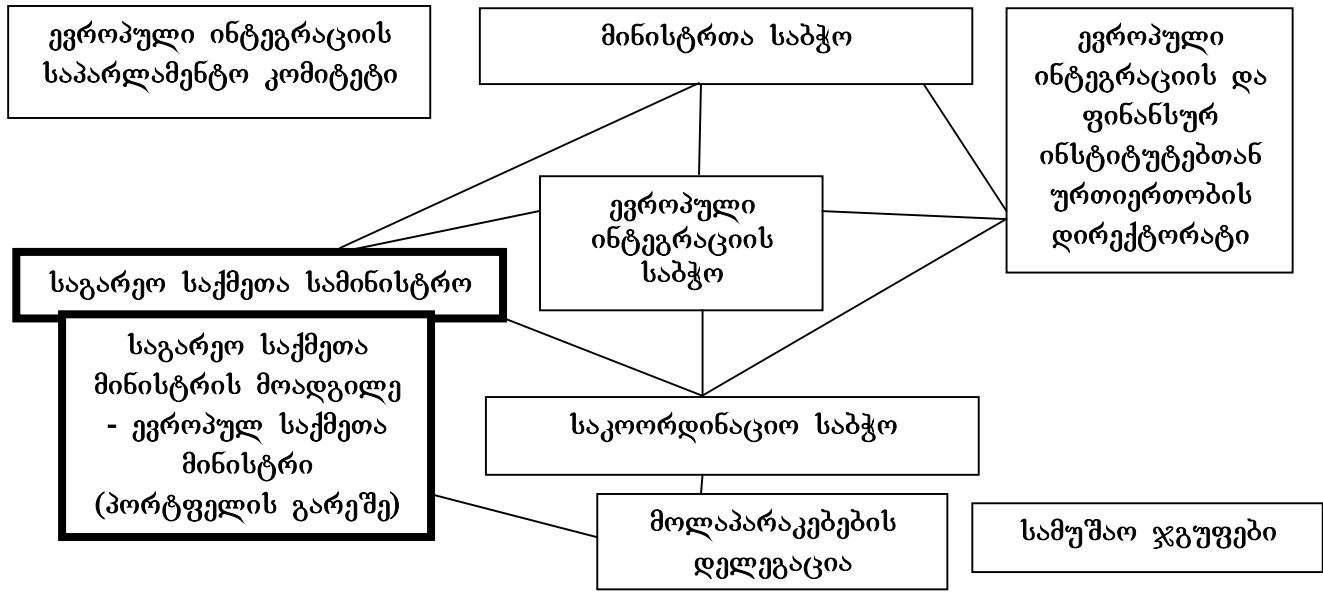 ევროპული ინტეგრაციის
საპარლამენტო კომიტეტი
მინისტრთა საბჭო
ევროპული
ინტეგრაციის და
ფინანსურ
ინსტიტუტებთან
ურთიერთობის
დირექტორატი
ევროპული
ინტეგრაციის
საბჭო
საგარეო საქმეთა სამინისტრო
საგარეო საქმეთა
მინისტრის მოადგილე
- ევროპულ საქმეთა
მინისტრი
(პორტფელის გარეშე)
საკოორდინაციო საბჭო
მოლაპარაკებების
დელეგაცია
სამუშაო ჯგუფები